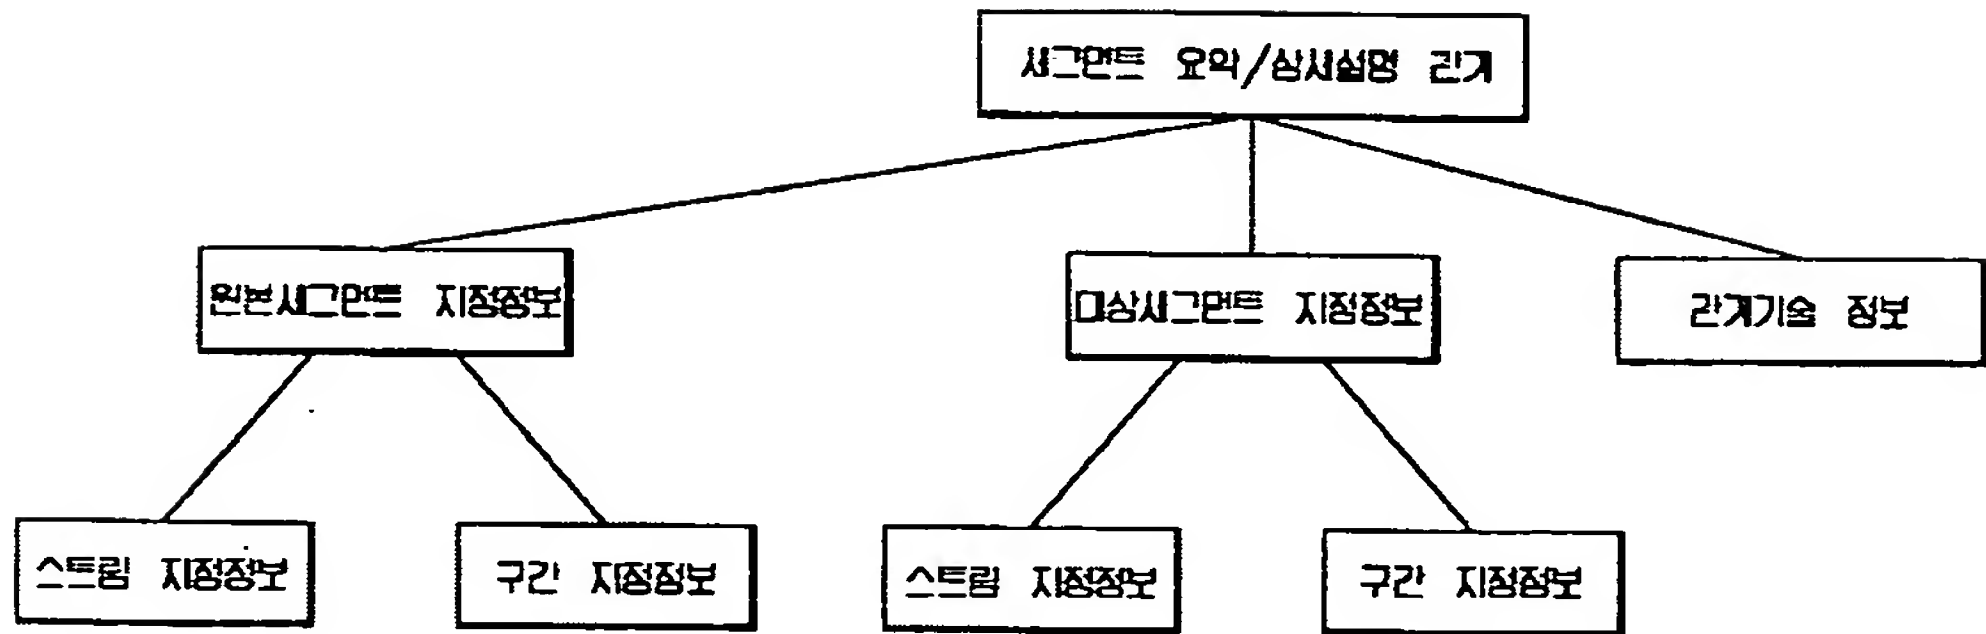 세그먼트 요약/상세설명 관계
원본세그먼트 지정정보
대상세그먼트 지정정보
관계기술 정보
스트림 지정정보
구간 지정정보
스트림 지정정보
구간 지정정보